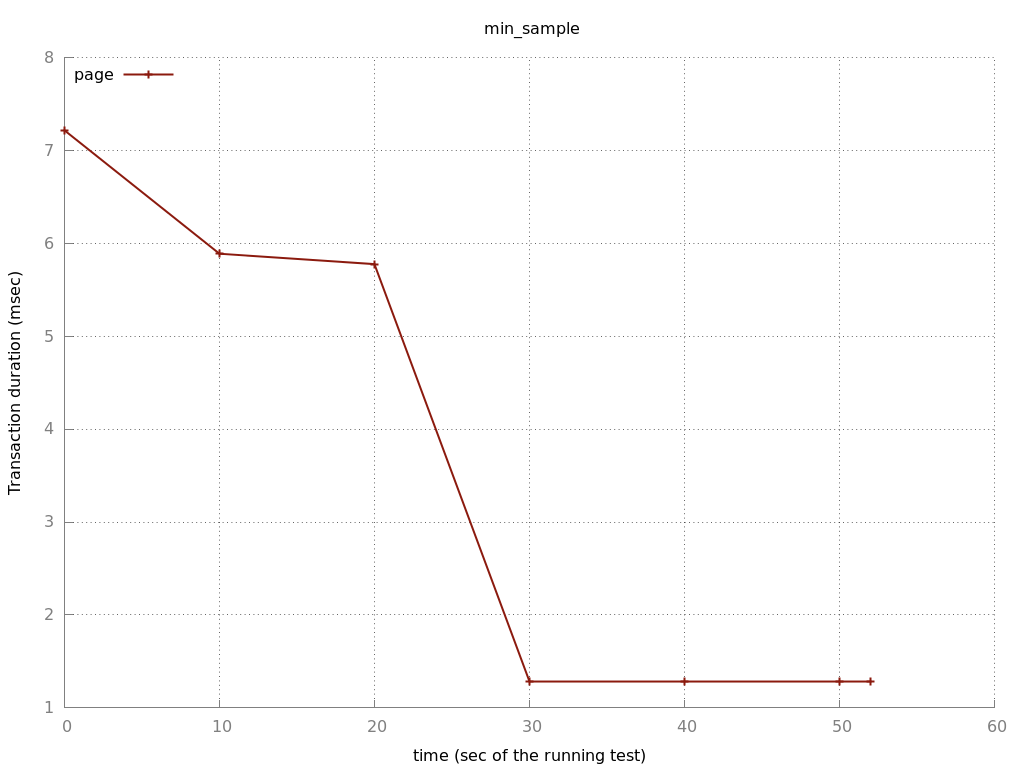 min_sample
page
8
7
6
5
4
3
2
1
Transaction duration (msec)
0 10 20 30 40 50 60
time (sec of the running test)